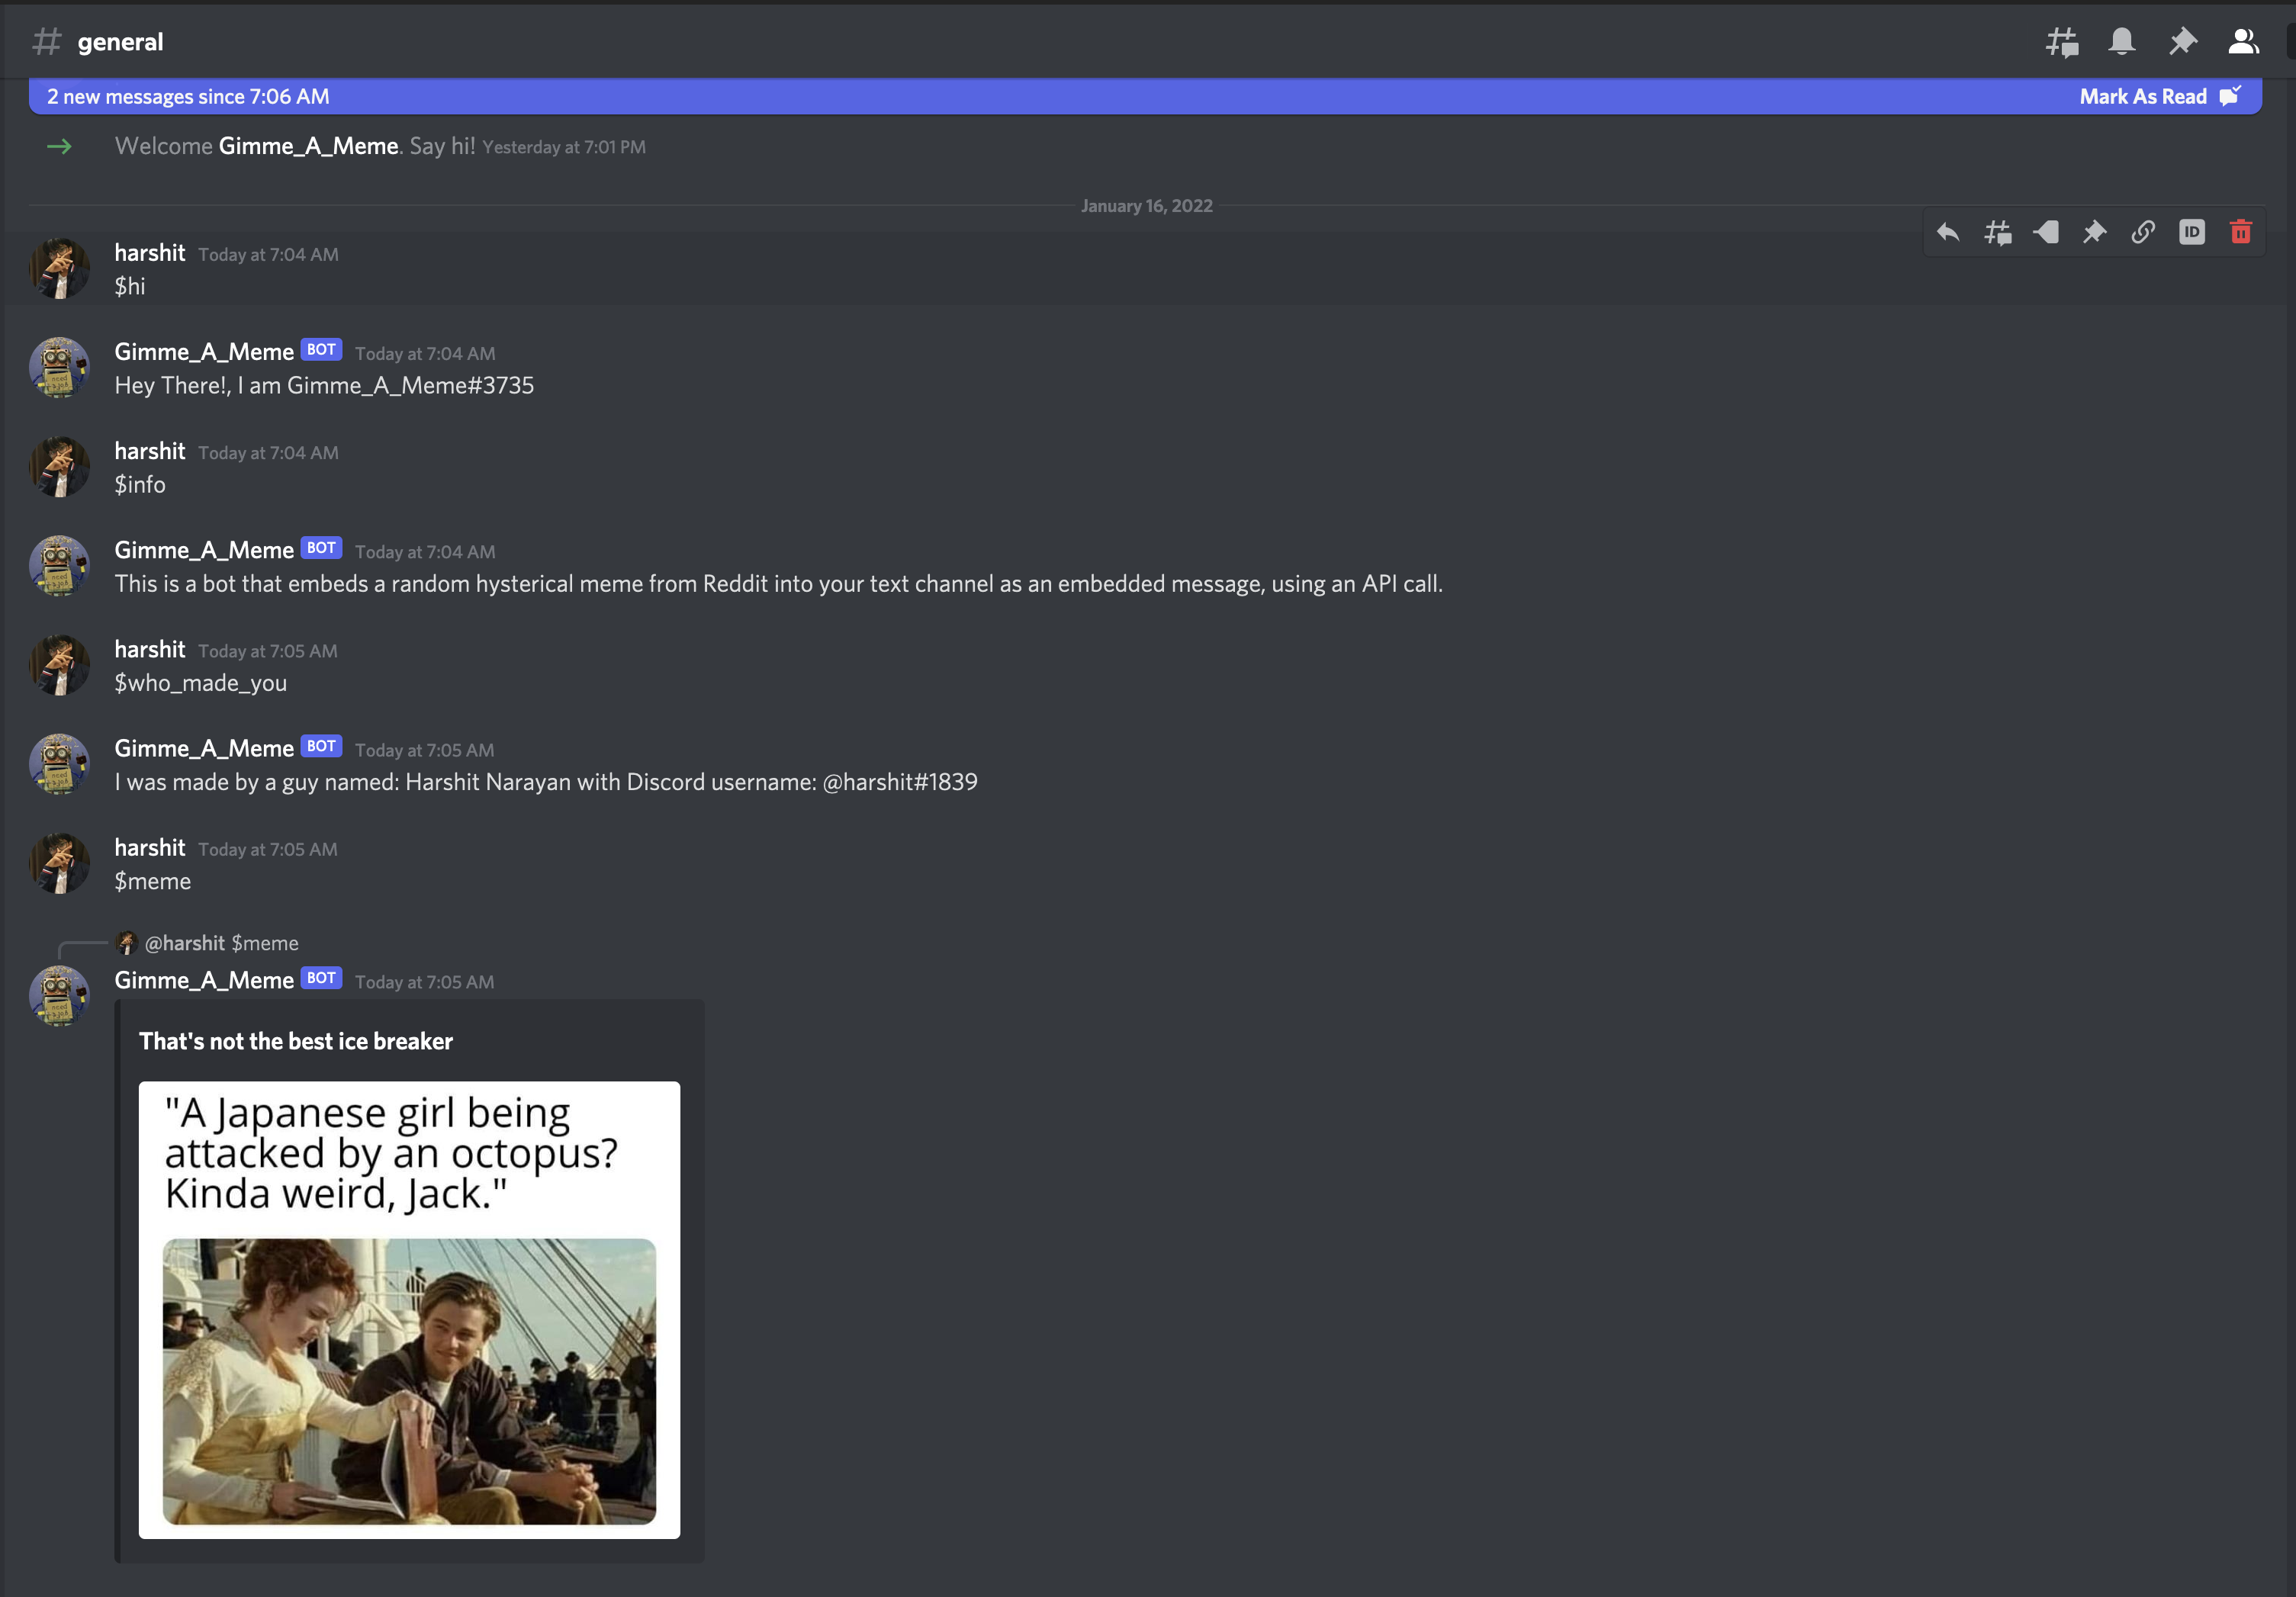 general
2 new messages since 7:06 AM
Mark As Read
Welcome Gimme_A_Meme. Say hi! Yesterday at 7:01 PM
January 16, 2022
ID
harshit Today at 7:04 AM
$hi
Gimme_A_Meme BOT Today at 7:04 AM
Hey There!, I am Gimme_A_Meme#3735
harshit Today at 7:04 AM
$info
Gimme_A_Meme BOT Today at 7:04 AM
This is a bot that embeds a random hysterical meme from Reddit into your text channel as an embedded message, using an API call.
harshit Today at 7:05 AM
$who_made_you
Gimme_A_Meme BOT Today at 7:05 AM
I was made by a guy named: Harshit Narayan with Discord username: @harshit#1839
harshit Today at 7:05 AM
$meme
@harshit $meme
Gimme_A_Meme BOT Today at 7:05 AM
That's not the best ice breaker
"A Japanese girl being
attacked by an octopus?
Kinda weird, Jack."